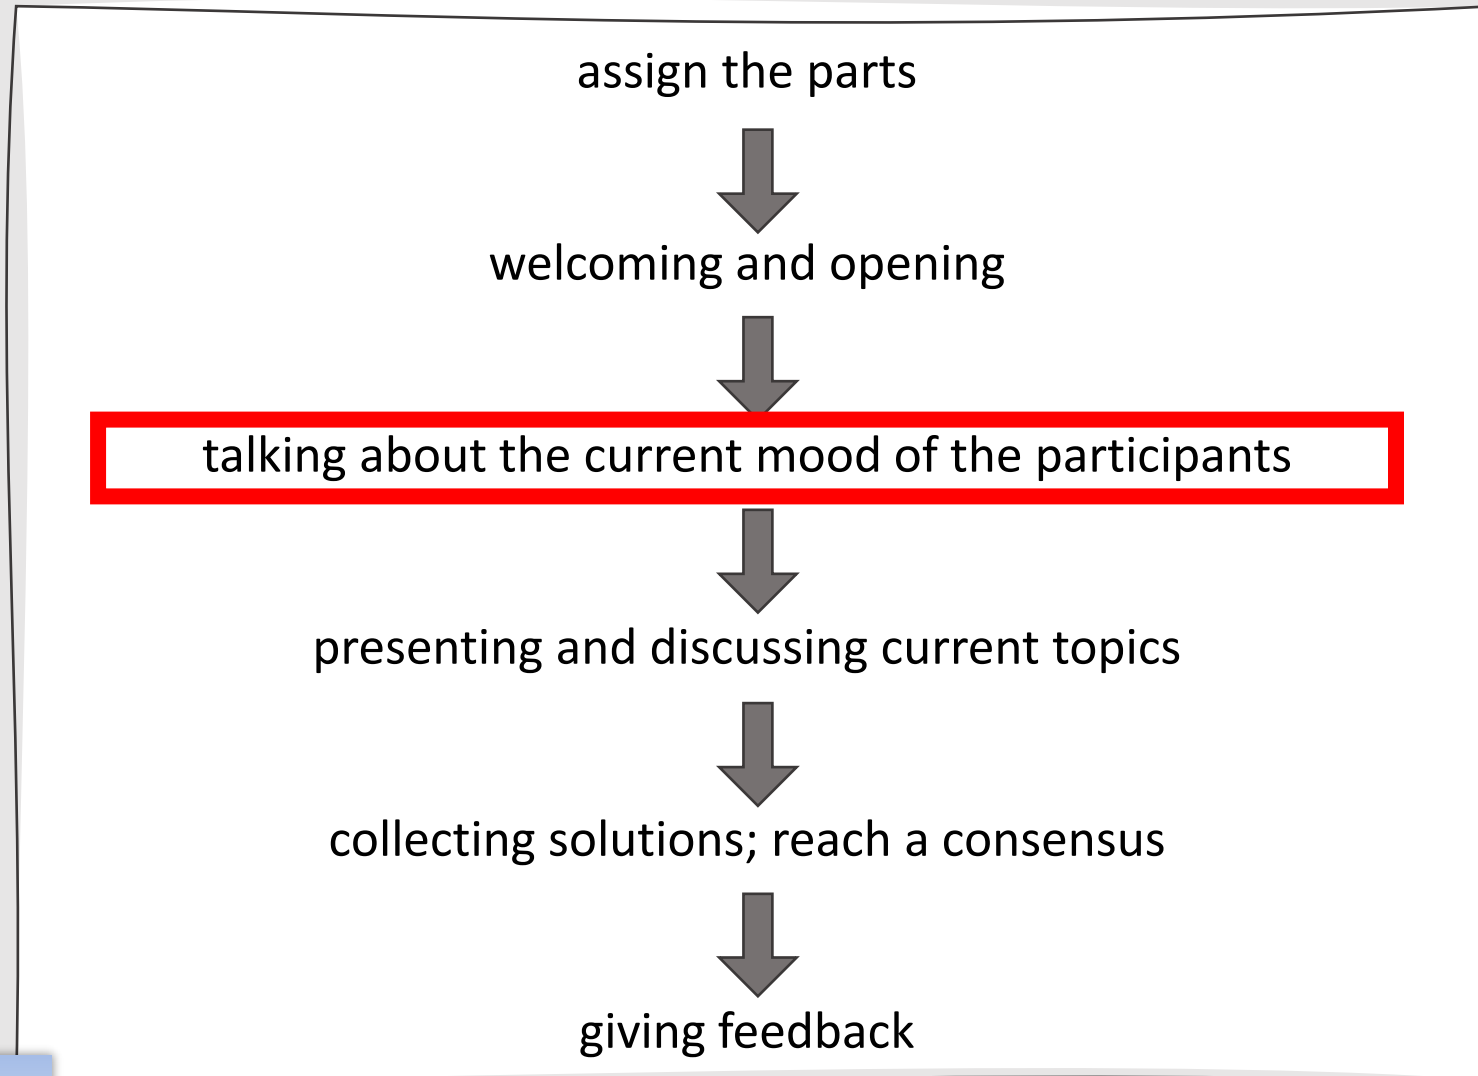 assign the parts
welcoming and opening
talking about the current mood of the participants
presenting and discussing current topics
collecting solutions; reach a consensus
giving feedback